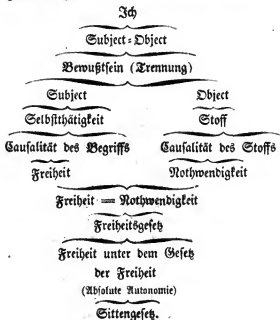 Ich
Subject-Object
Bewußtsein (Trennung)
Subject Object
Selbstthätigkeit Stoff
Causalität des Begriffs Causalität des Stoffs
Freiheit Nothwendigkeit
Freiheit = Nothwendigkeit
Freiheitsgesetz
Freiheit unter dem Gesetz
der Freiheit
(Absolute Autonomie)
Sittengesetz.